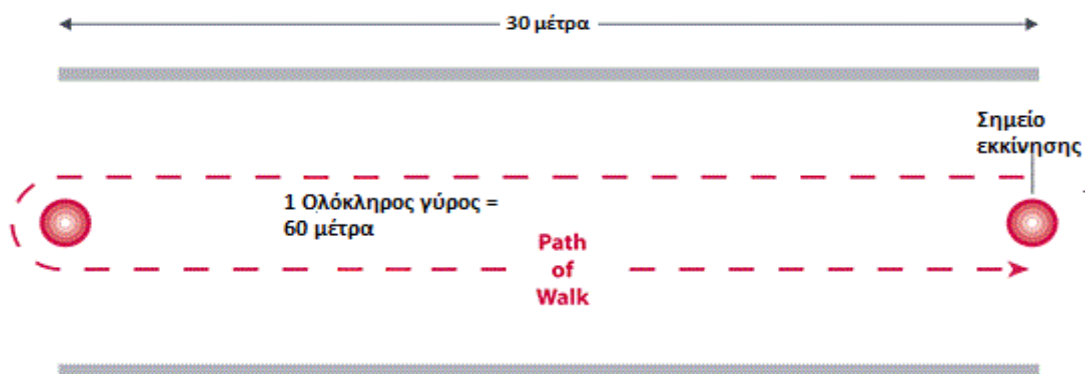 30 μέτρα
Σημείο
εκκίνησης
1 Ολόκληρος γύρος =
60 μέτρα
Path
of
Walk